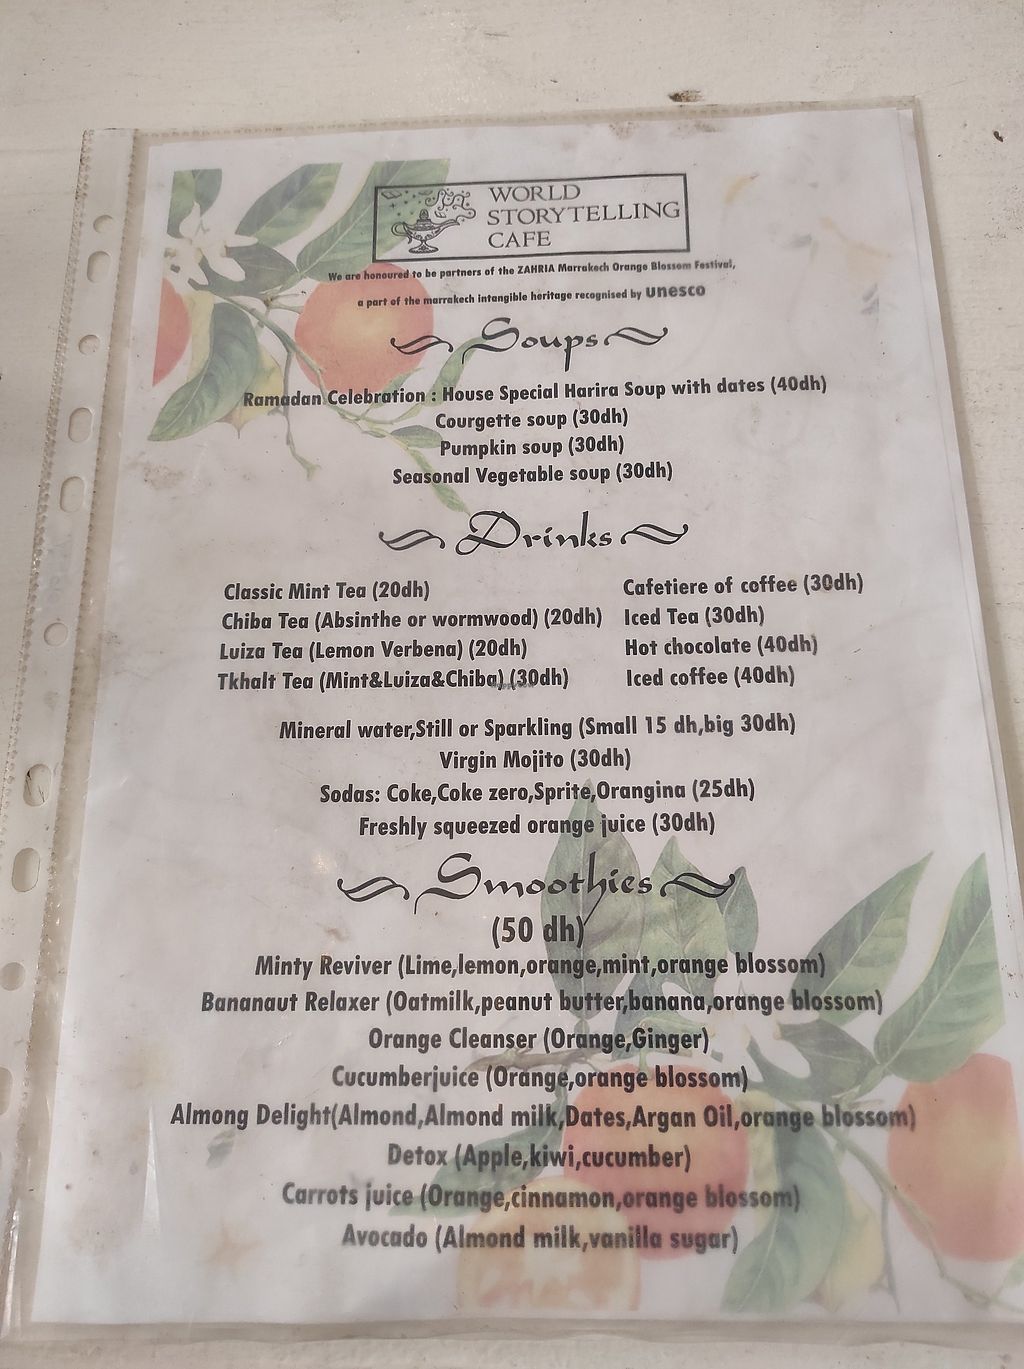 WORLD
STORYTELLING
CAFE
We are honoured to be partners of the ZAHRIA Marrakech Orange Blossom Festival,
a part of the marrakech intangible heritage recognised by unesco
Soups
Ramadan Celebration : House Special Harira Soup with dates (40dh)
Courgette soup (30dh)
Pumpkin soup (30dh)
Seasonal Vegetable soup (30dh)
Drinks
Classic Mint Tea (20dh)
Chiba Tea (Absinthe or wormwood) (20dh)
Luiza Tea (Lemon Verbena) (20dh)
Tkhalt Tea (Mint&Luiza&Chiba) (30dh)
Cafetiere of coffee (30dh)
Iced Tea (30dh)
Hot chocolate (40dh)
Iced coffee (40dh)
Mineral water,Still or Sparkling (Small 15 dh,big 30dh)
Virgin Mojito (30dh)
Sodas: Coke,Coke zero,Sprite,Orangina (25dh)
Freshly squeezed orange juice (30dh)
Smoothies
(50 dh)
Minty Reviver (Lime,lemon,orange,mint,orange blossom)
Bananaut Relaxer (Oatmilk,peanut butter,banana,orange blossom)
Orange Cleanser (Orange,Ginger)
Cucumberjuice (Orange,orange blossom)
Almong Delight(Almond,Almond milk,Dates,Argan Oil,orange blossom)
Detox (Apple,kiwi,cucumber)
Carrots juice (Orange,cinnamon,orange blossom)
Avocado (Almond milk,vanilla sugar)